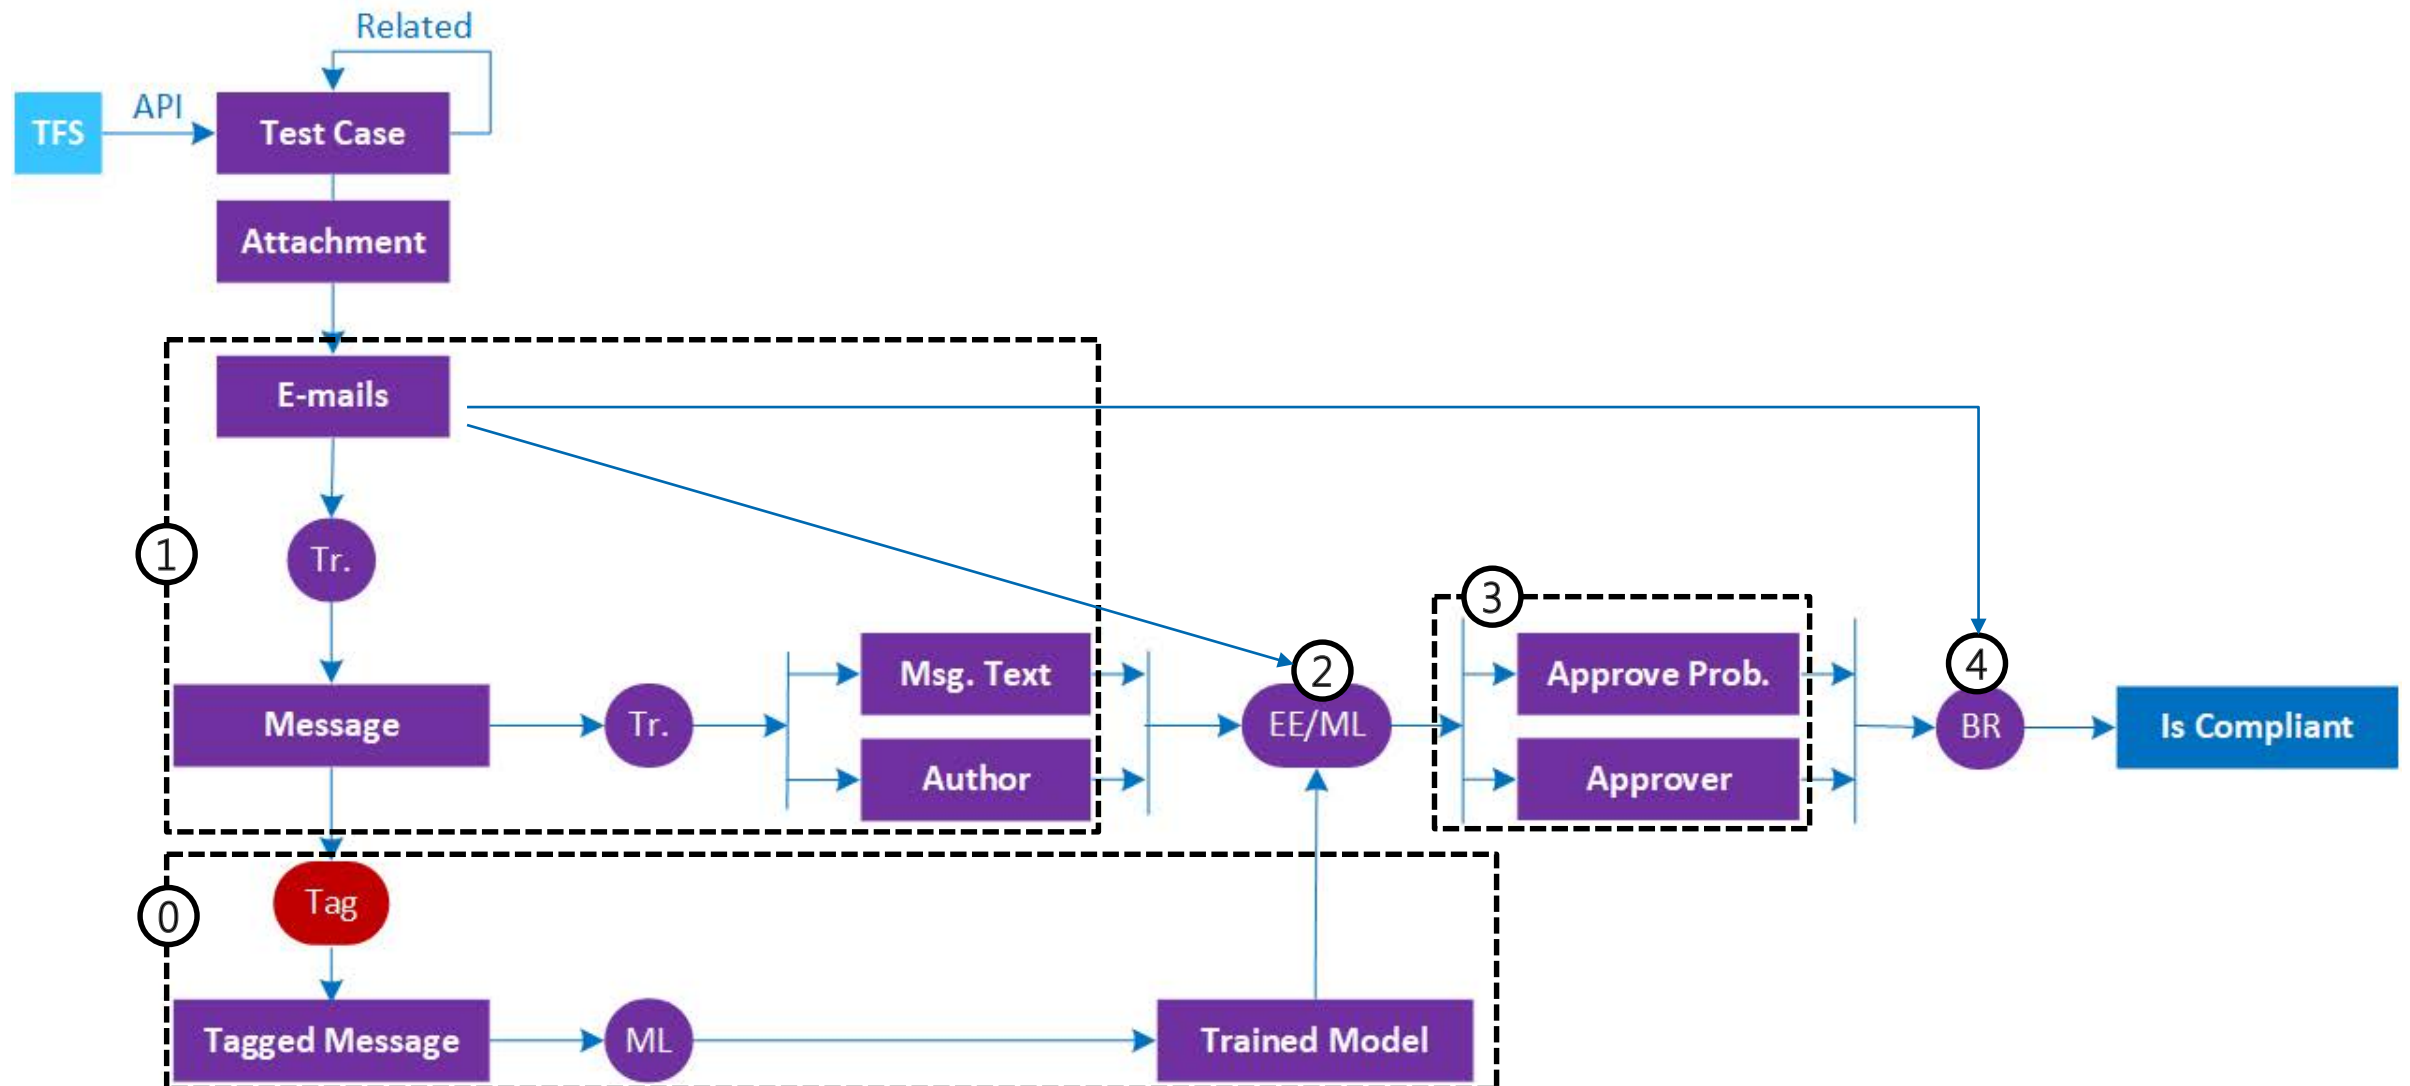 Related
TFS
API
Test Case
Attachment
E-mails
1
Tr.
3
2
4
Msg. Text
Approve Prob.
Message
Tr.
EE/ML
BR
Is Compliant
Author
Approver
0
Tag
Tagged Message
ML
Trained Model